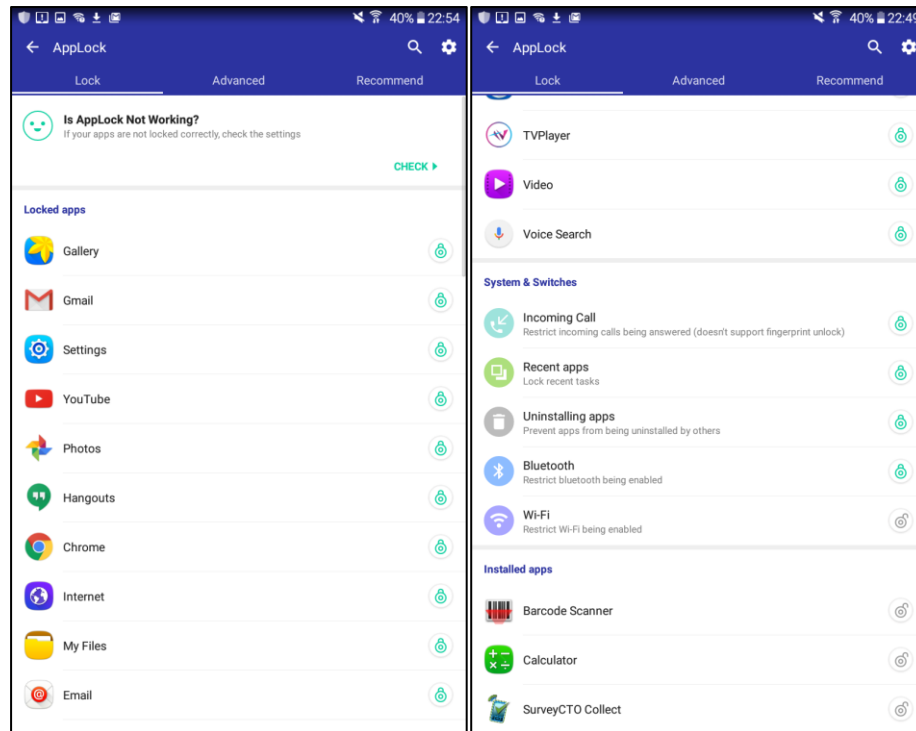 40% 22:54
AppLock
Lock Advanced Recommend
Is AppLock Not Working?
If your apps are not locked correctly, check the settings
CHECK
Locked apps
Gallery
Gmail
Settings
YouTube
Photos
Hangouts
Chrome
Internet
My Files
Email
40% 22:49
AppLock
Lock Advanced Recommend
TVPlayer
Video
Voice Search
System & Switches
Incoming Call
Restrict incoming calls being answered (doesn't support fingerprint unlock)
Recent apps
Lock recent tasks
Uninstalling apps
Prevent apps from being uninstalled by others
Bluetooth
Restrict bluetooth being enabled
Wi-Fi
Restrict Wi-Fi being enabled
Installed apps
Barcode Scanner
Calculator
SurveyCTO Collect